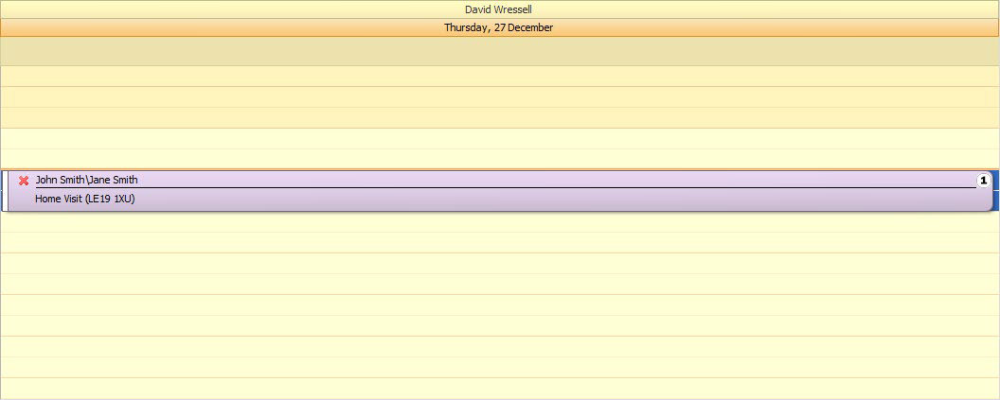 David Wressell
Thursday, 27 December
John Smith\Jane Smith
1
Home Visit (LE19 1XU)